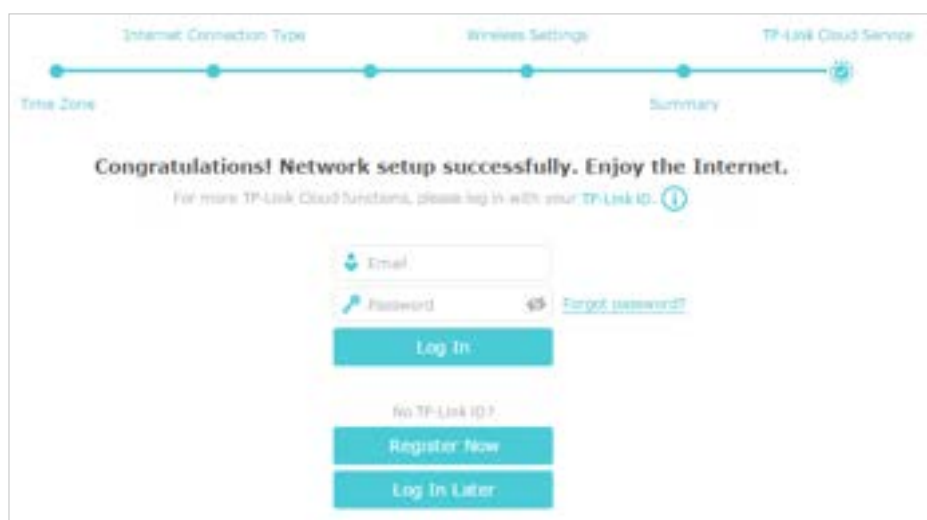 Internet Connection Type Wireless Settings TP-Link Cloud Service
Time Zone Summary
Congratulations! Network setup successfully. Enjoy the Internet.
For more TP-Link Cloud functions, please log in with your TP-Link ID.
Email
Password Forgot password?
Log In
No TP-Link ID?
Register Now
Log In Later